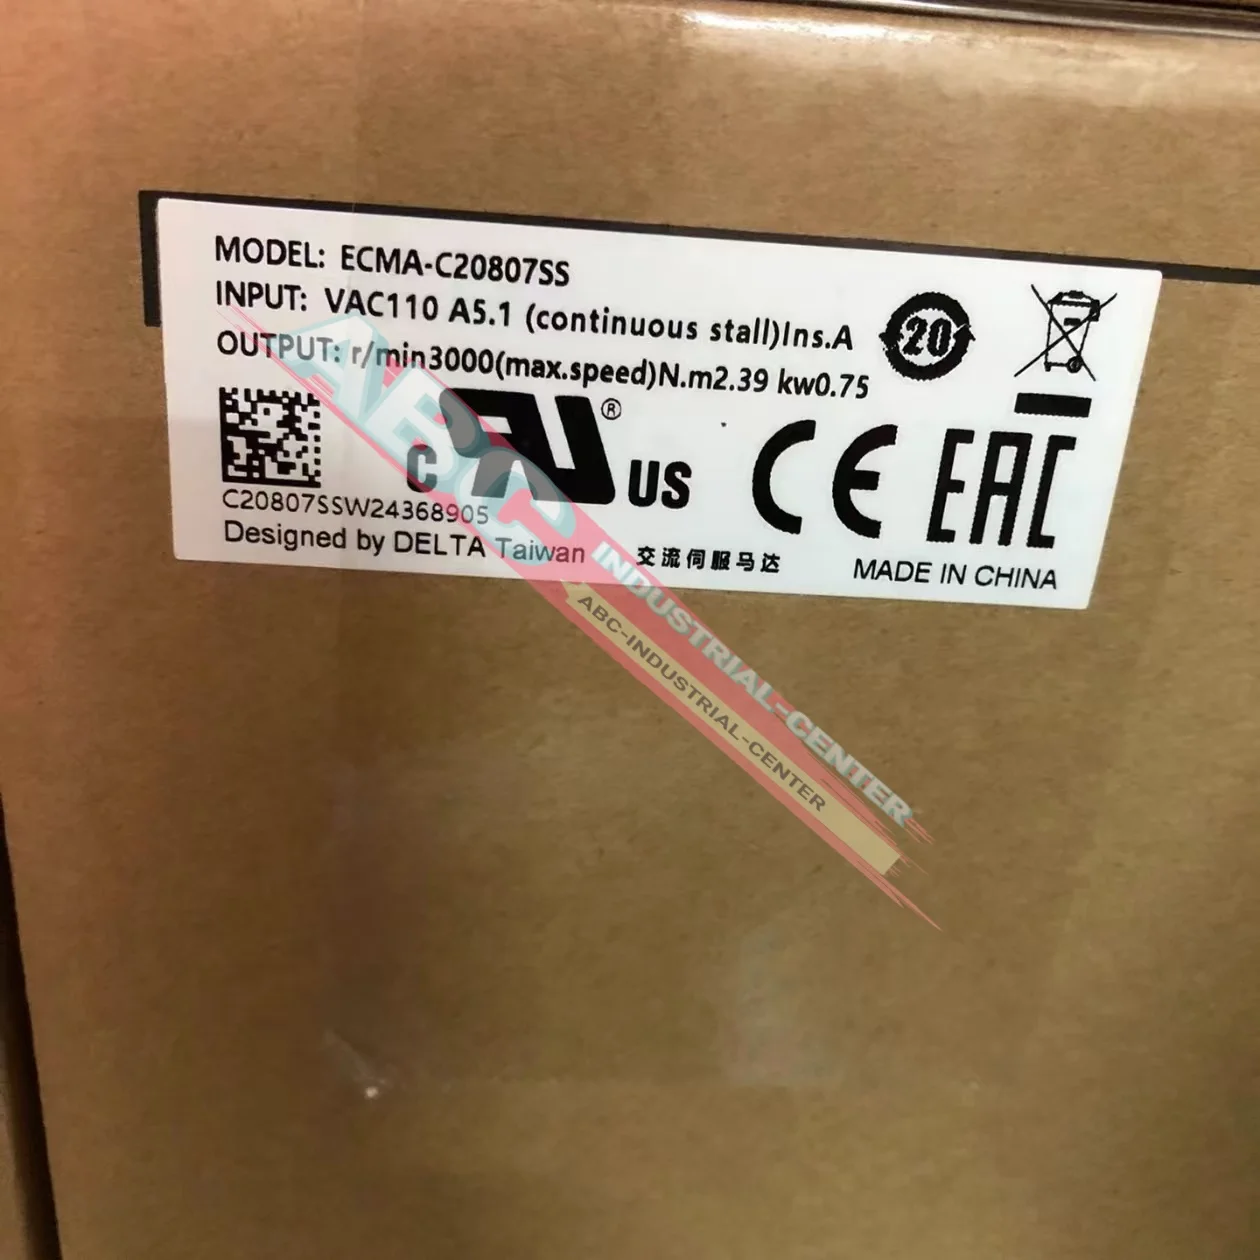 MODEL: ECMA-C20807SS
INPUT: VAC110 A5.1 (continuous stall)Ins.A
OUTPUT: r/min3000(max.speed)N.m2.39 kw0.75
20
®
C US
CE EAC
C20807SSW24368905
Designed by DELTA Taiwan
交流伺服马达
MADE IN CHINA
ABC
INDUSTRIAL-CENTER
ABC-INDUSTRIAL-CENTER